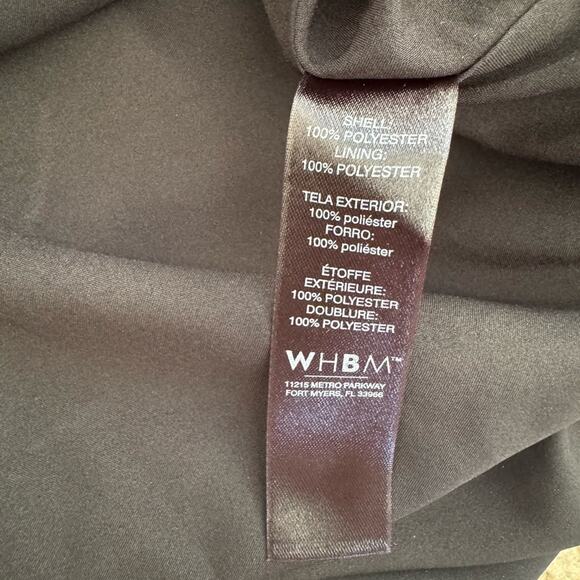 SHELL:
100% POLYESTER
LINING:
100% POLYESTER
TELA EXTERIOR:
100% poliéster
FORRO:
100% poliéster
ÉTOFFE
EXTÉRIEURE:
100% POLYESTER
DOUBLURE:
100% POLYESTER
WHBM™
11215 METRO PARKWAY
FORT MYERS, FL 33966